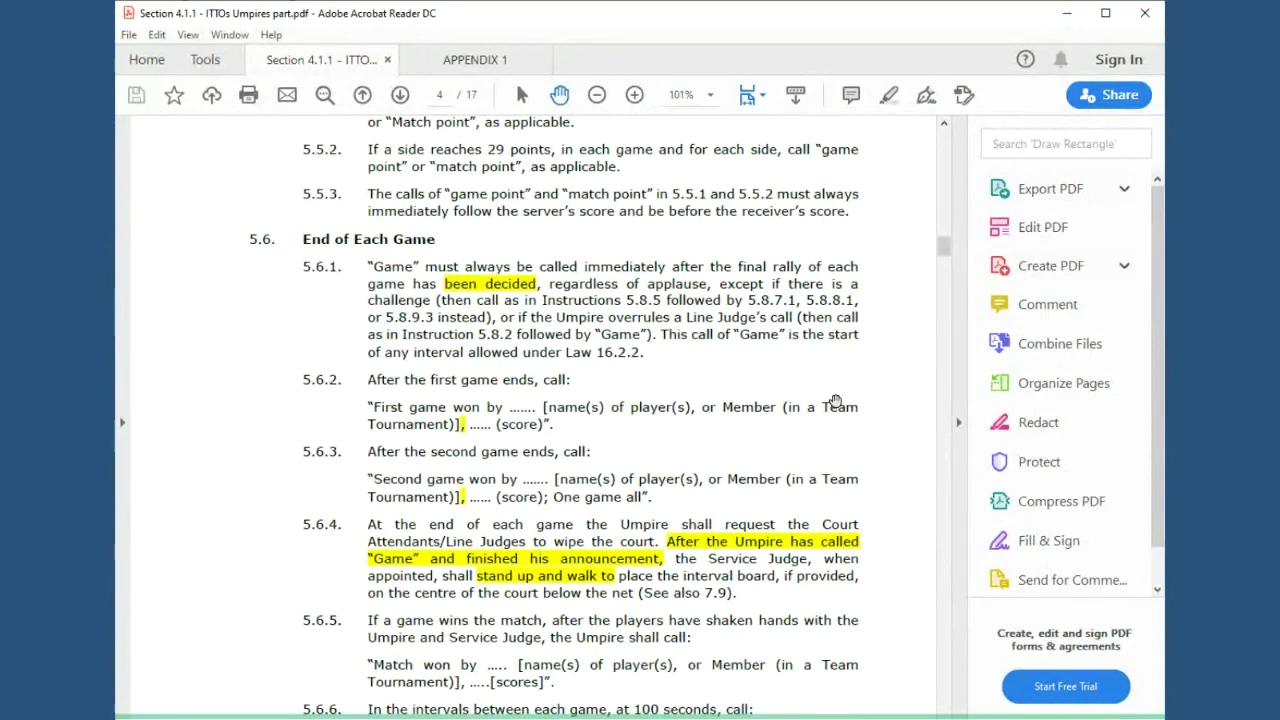 Section 4.1.1 - ITTOs Umpires part.pdf - Adobe Acrobat Reader DC
File Edit View Window Help
Home Tools Section 4.1.1 - ITTO... × APPENDIX 1 Sign In
4 / 17 101% Share
or “Match point”, as applicable.
5.5.2. If a side reaches 29 points, in each game and for each side, call “game
point” or “match point”, as applicable.
5.5.3. The calls of “game point” and “match point” in 5.5.1 and 5.5.2 must always
immediately follow the server’s score and be before the receiver’s score.
5.6. End of Each Game
5.6.1. “Game” must always be called immediately after the final rally of each
game has been decided, regardless of applause, except if there is a
challenge (then call as in Instructions 5.8.5 followed by 5.8.7.1, 5.8.8.1,
or 5.8.9.3 instead), or if the Umpire overrules a Line Judge’s call (then call
as in Instruction 5.8.2 followed by “Game”). This call of “Game” is the start
of any interval allowed under Law 16.2.2.
5.6.2. After the first game ends, call:
“First game won by ……. [name(s) of player(s), or Member (in a Team
Tournament)], …… (score)”.
5.6.3. After the second game ends, call:
“Second game won by ……. [name(s) of player(s), or Member (in a Team
Tournament)], …… (score); One game all”.
5.6.4. At the end of each game the Umpire shall request the Court
Attendants/Line Judges to wipe the court. After the Umpire has called
“Game” and finished his announcement, the Service Judge, when
appointed, shall stand up and walk to place the interval board, if provided,
on the centre of the court below the net (See also 7.9).
5.6.5. If a game wins the match, after the players have shaken hands with the
Umpire and Service Judge, the Umpire shall call:
“Match won by ….. [name(s) of player(s), or Member (in a Team
Tournament)], …..[scores]”.
5.6.6. In the intervals between each game, at 100 seconds, call:
Search 'Draw Rectangle'
Export PDF
Edit PDF
Create PDF
Comment
Combine Files
Organize Pages
Redact
Protect
Compress PDF
Fill & Sign
Send for Comme...
Create, edit and sign PDF
forms & agreements
Start Free Trial